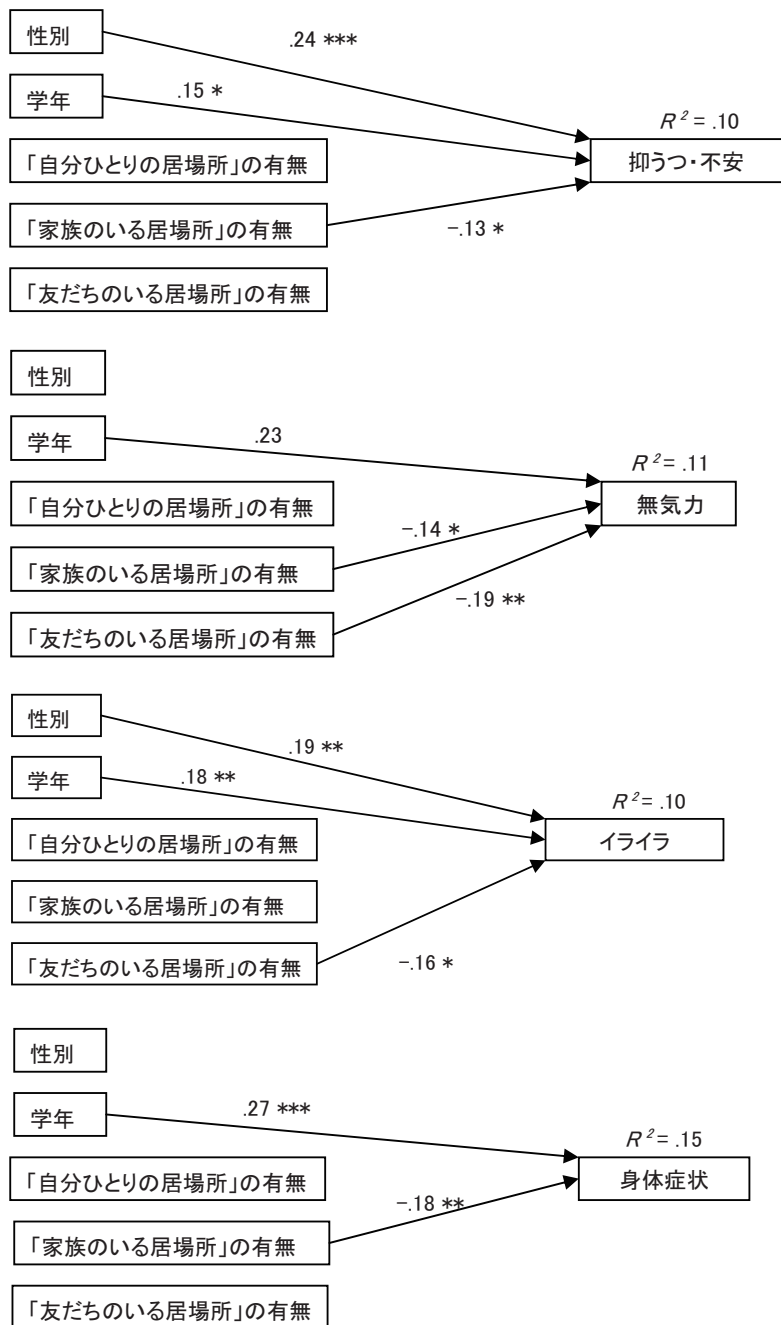 性別
.24 ***
学年
.15 *
R² = .10
「自分ひとりの居場所」の有無
抑うつ・不安
「家族のいる居場所」の有無
−.13 *
「友だちのいる居場所」の有無
性別
学年
.23
R² = .11
「自分ひとりの居場所」の有無
無気力
−.14 *
「家族のいる居場所」の有無
−.19 **
「友だちのいる居場所」の有無
性別
.19 **
学年
.18 **
R² = .10
「自分ひとりの居場所」の有無
イライラ
「家族のいる居場所」の有無
「友だちのいる居場所」の有無
−.16 *
性別
学年
.27 ***
R² = .15
「自分ひとりの居場所」の有無
身体症状
−.18 **
「家族のいる居場所」の有無
「友だちのいる居場所」の有無